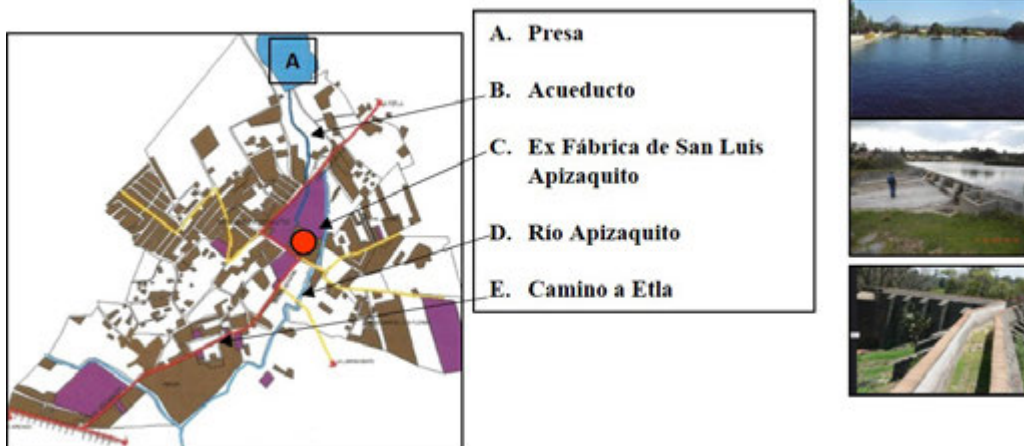 A
A. Presa
B. Acueducto
C. Ex Fábrica de San Luis
Apizaquito
D. Río Apizaquito
E. Camino a Etla